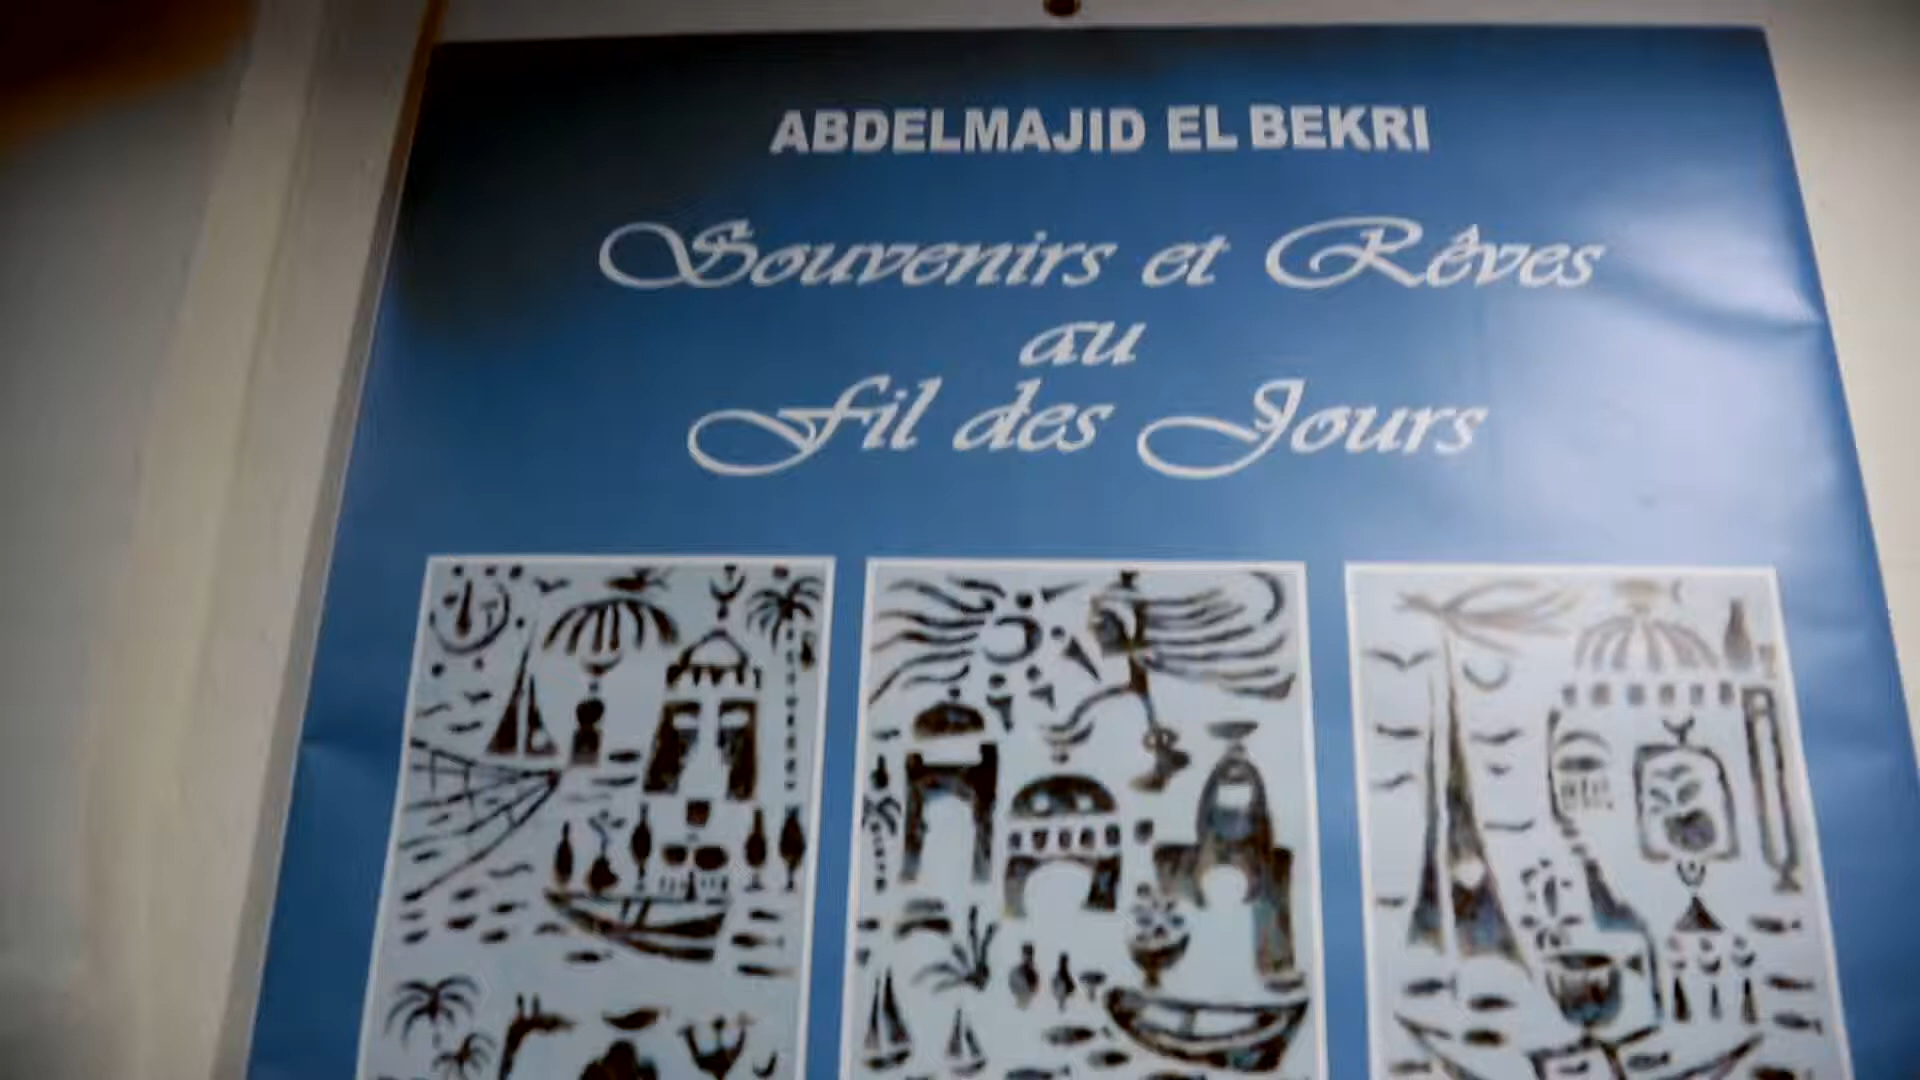 ABDELMAJID EL BEKRI
Souvenirs et Rêves
au
Fil des Jours